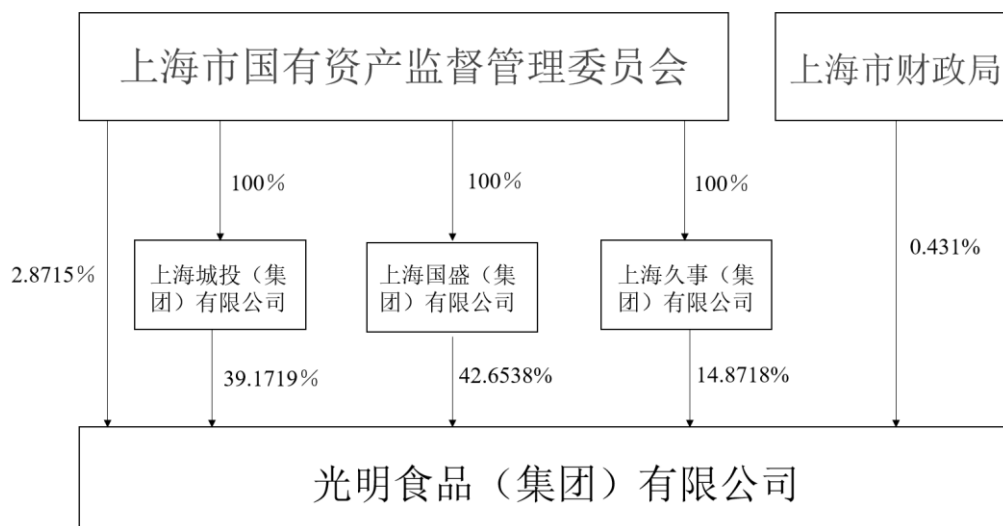 上海市国有资产监督管理委员会
上海市财政局
100%
100%
100%
2.8715%
上海城投（集
团）有限公司
上海国盛（集
团）有限公司
上海久事（集
团）有限公司
0.431%
39.1719%
42.6538%
14.8718%
光明食品（集团）有限公司